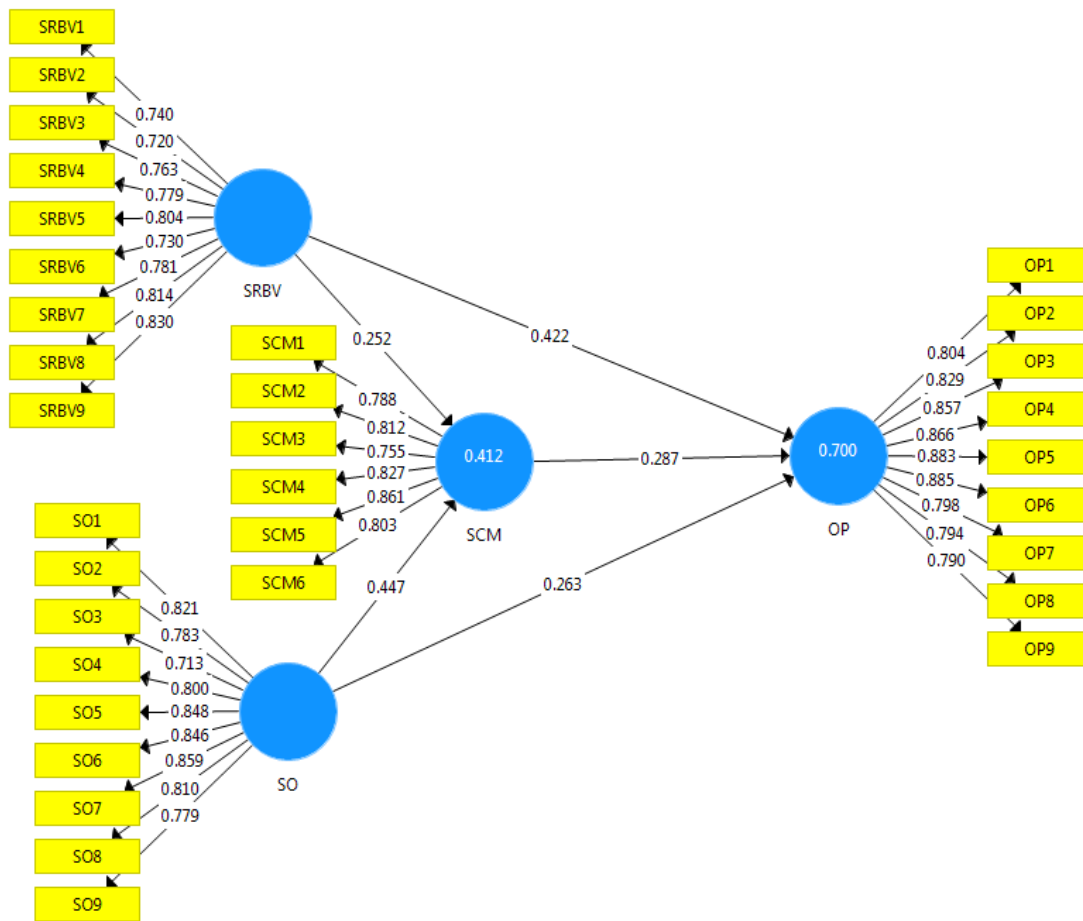 SRBV1
SRBV2
SRBV3
SRBV4
SRBV5
SRBV6
SRBV7
SRBV8
SRBV9
0.740
0.720
0.763
0.779
0.804
0.730
0.781
0.814
0.830
SRBV
0.252
0.422
SCM1
SCM2
SCM3
SCM4
SCM5
SCM6
0.788
0.812
0.755
0.827
0.861
0.803
0.412
SCM
0.287
0.447
0.263
SO1
SO2
SO3
SO4
SO5
SO6
SO7
SO8
SO9
0.821
0.783
0.713
0.800
0.848
0.846
0.859
0.810
0.779
SO
0.700
OP
0.804
0.829
0.857
0.866
0.883
0.885
0.798
0.794
0.790
OP1
OP2
OP3
OP4
OP5
OP6
OP7
OP8
OP9